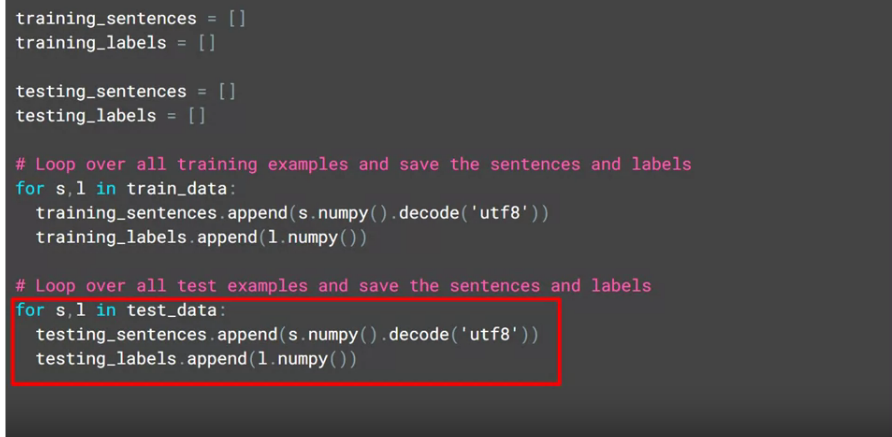 training_sentences = []
training_labels = []
testing_sentences = []
testing_labels = []
# Loop over all training examples and save the sentences and labels
for s,l in train_data:
  training_sentences.append(s.numpy().decode('utf8'))
  training_labels.append(l.numpy())
# Loop over all test examples and save the sentences and labels
for s,l in test_data:
  testing_sentences.append(s.numpy().decode('utf8'))
  testing_labels.append(l.numpy())